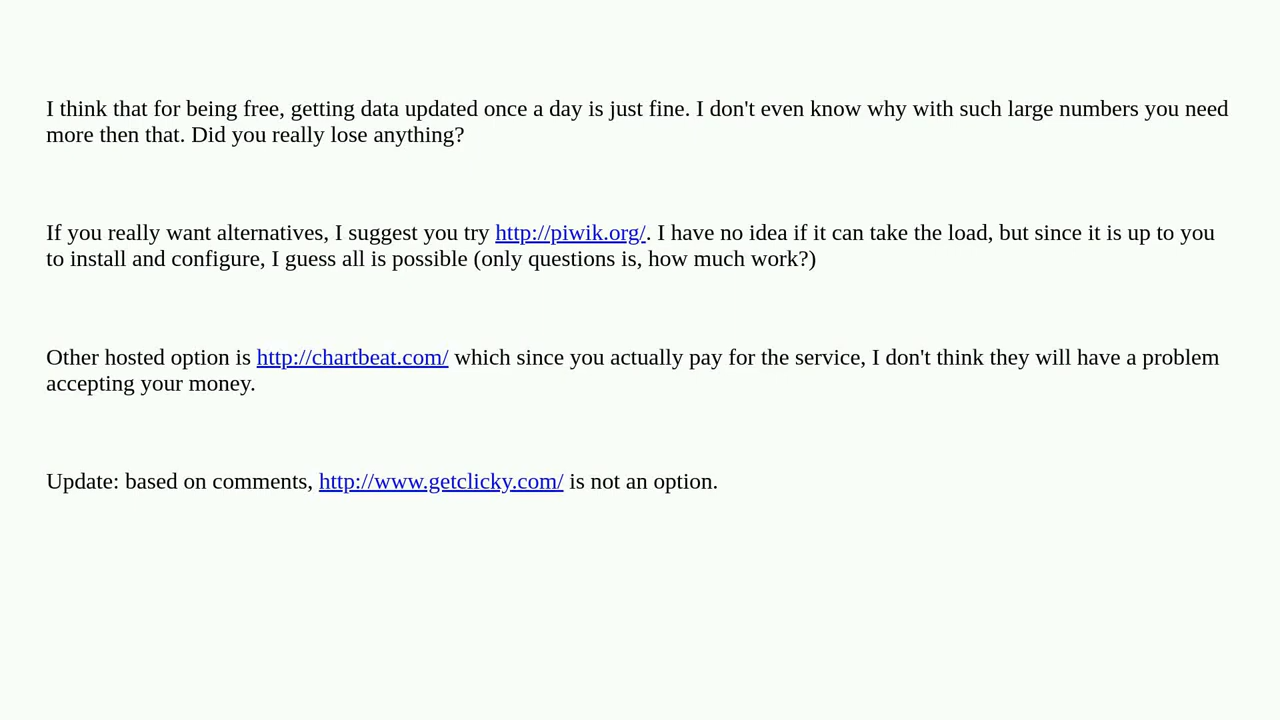 I think that for being free, getting data updated once a day is just fine. I don't even know why with such large numbers you need
more then that. Did you really lose anything?
If you really want alternatives, I suggest you try http://piwik.org/. I have no idea if it can take the load, but since it is up to you
to install and configure, I guess all is possible (only questions is, how much work?)
Other hosted option is http://chartbeat.com/ which since you actually pay for the service, I don't think they will have a problem
accepting your money.
Update: based on comments, http://www.getclicky.com/ is not an option.